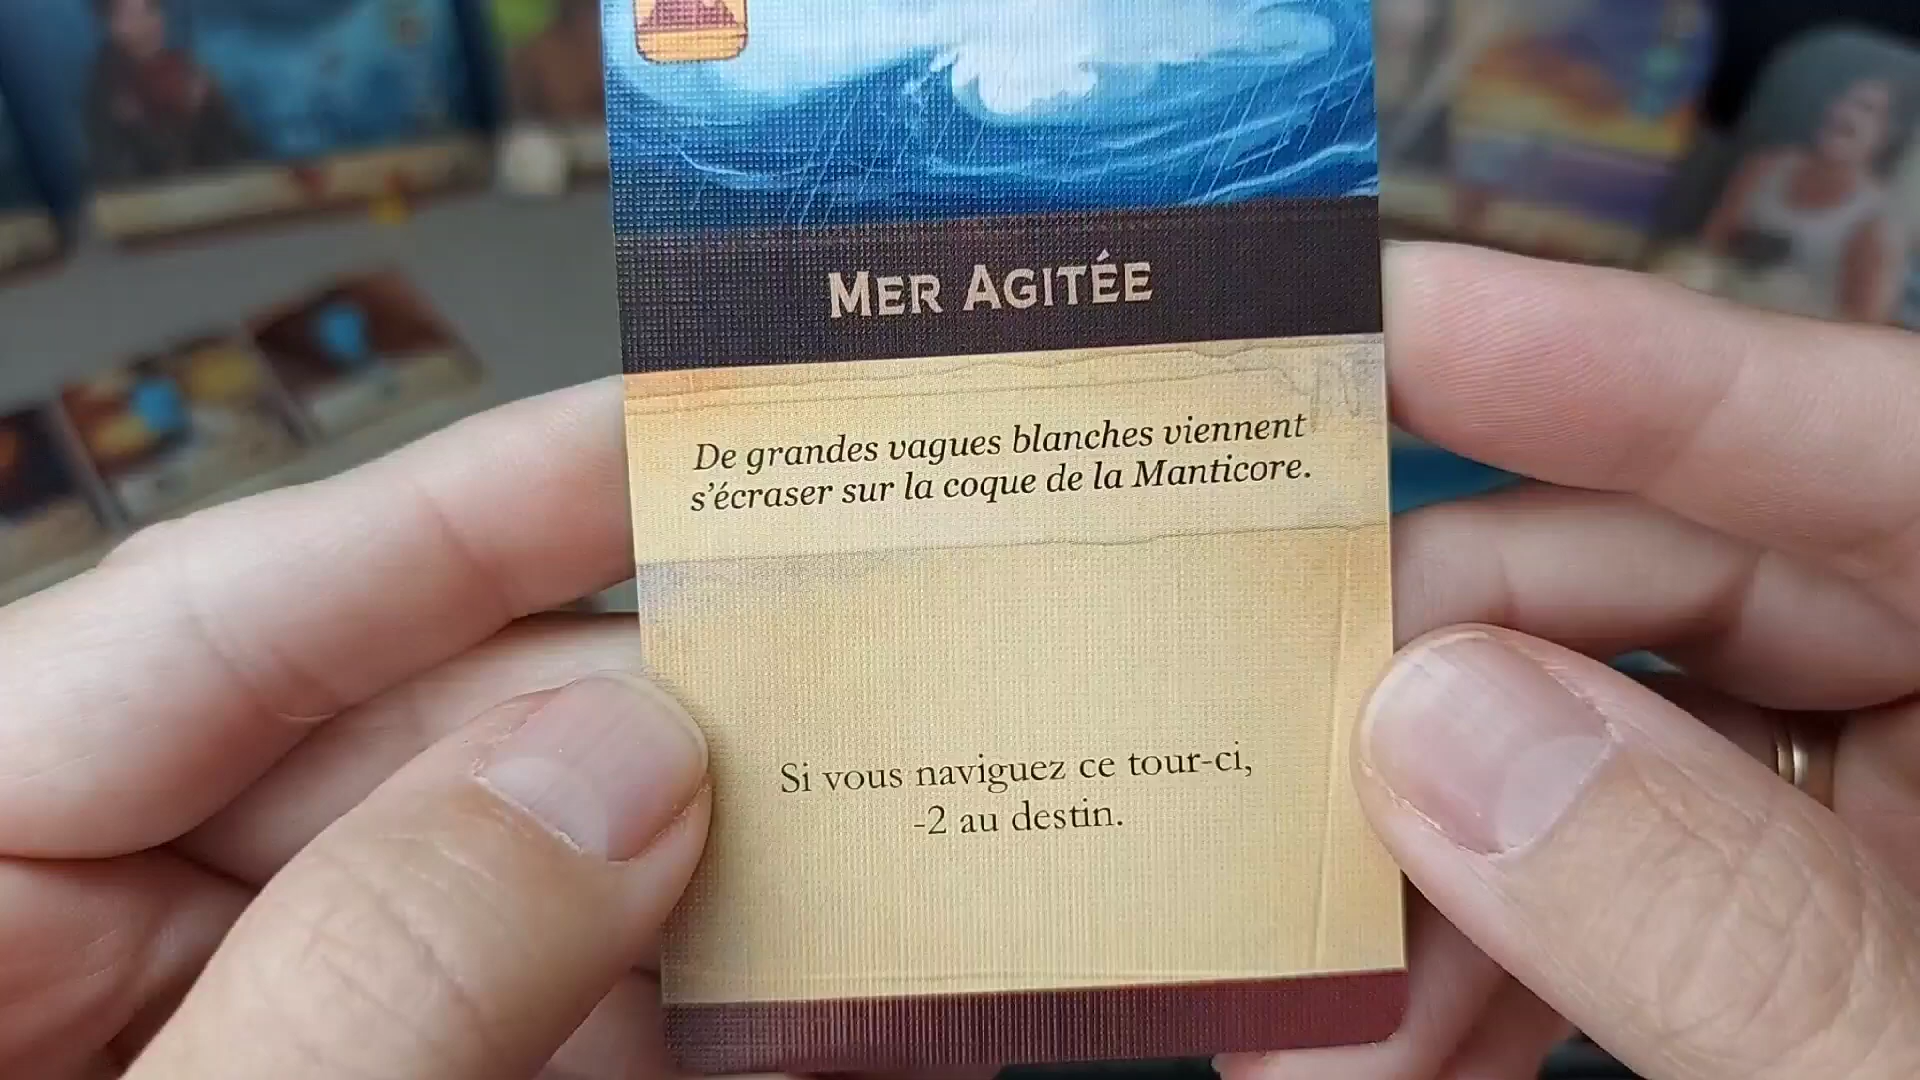 MER AGITÉE
De grandes vagues blanches viennent
s'écraser sur la coque de la Manticore.
Si vous naviguez ce tour-ci,
-2 au destin.